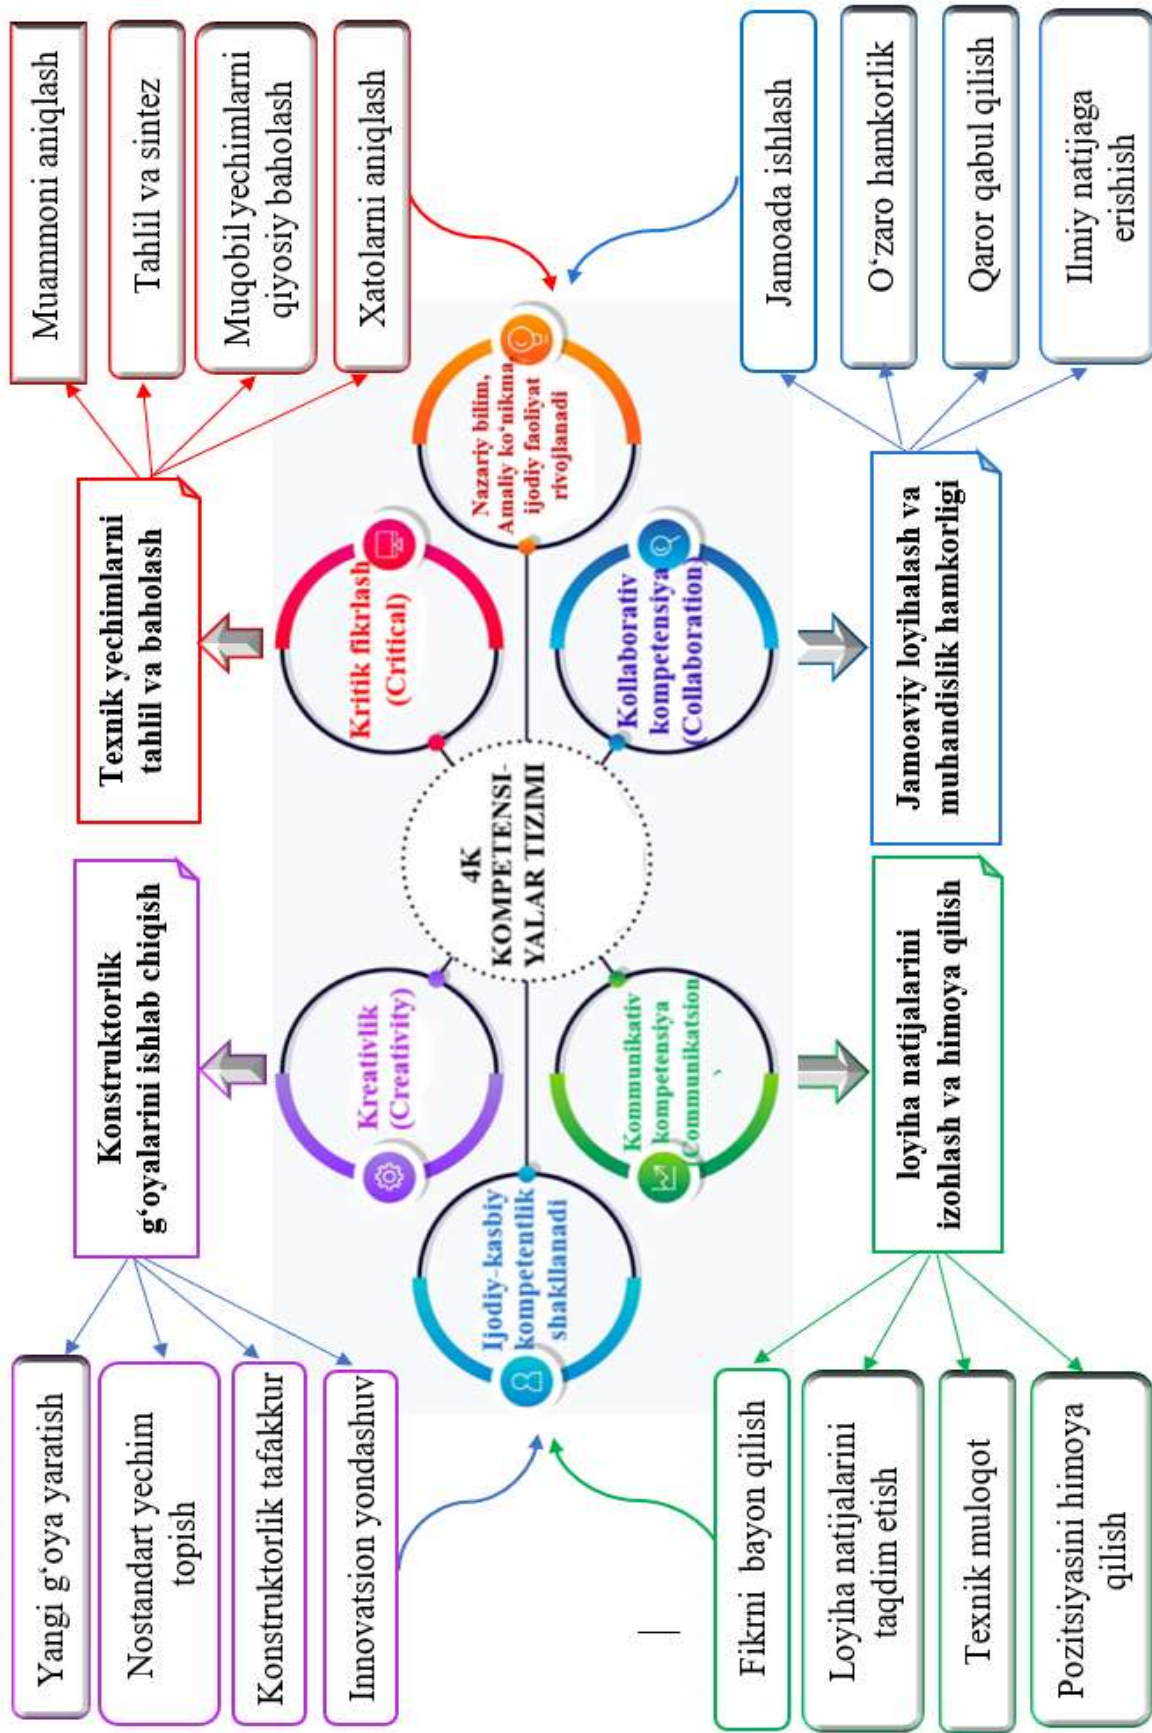 Yangi g‘oya yaratish
Nostandart yechim
topish
Konstruktorlik tafakkur
Innovatsion yondashuv
Konstruktorlik
g‘oyalarini ishlab chiqish
Texnik yechimlarni
tahlil va baholash
Muammoni aniqlash
Tahlil va sintez
Muqobil yechimlarni
qiyosiy baholash
Xatolarni aniqlash
Kreativlik
(Creativity)
Kritik fikrlash
(Critical)
Ijodiy-kasbiy
kompetentlik
shakllanadi
4K
KOMPETENSI-
YALAR TIZIMI
Nazariy bilim,
Amaliy ko‘nikma,
ijodiy faoliyat
rivojlanadi
Kommunikativ
kompetensiya
(Communikatsion
Kollaborativ
kompetensiya
(Collaboration)
Fikrni bayon qilish
Loyiha natijalarini
taqdim etish
Texnik muloqot
Pozitsiyasini himoya
qilish
loyiha natijalarini
izohlash va himoya qilish
Jamoaviy loyihalash va
muhandislik hamkorligi
Jamoada ishlash
O‘zaro hamkorlik
Qaror qabul qilish
Ilmiy natijaga
erishish